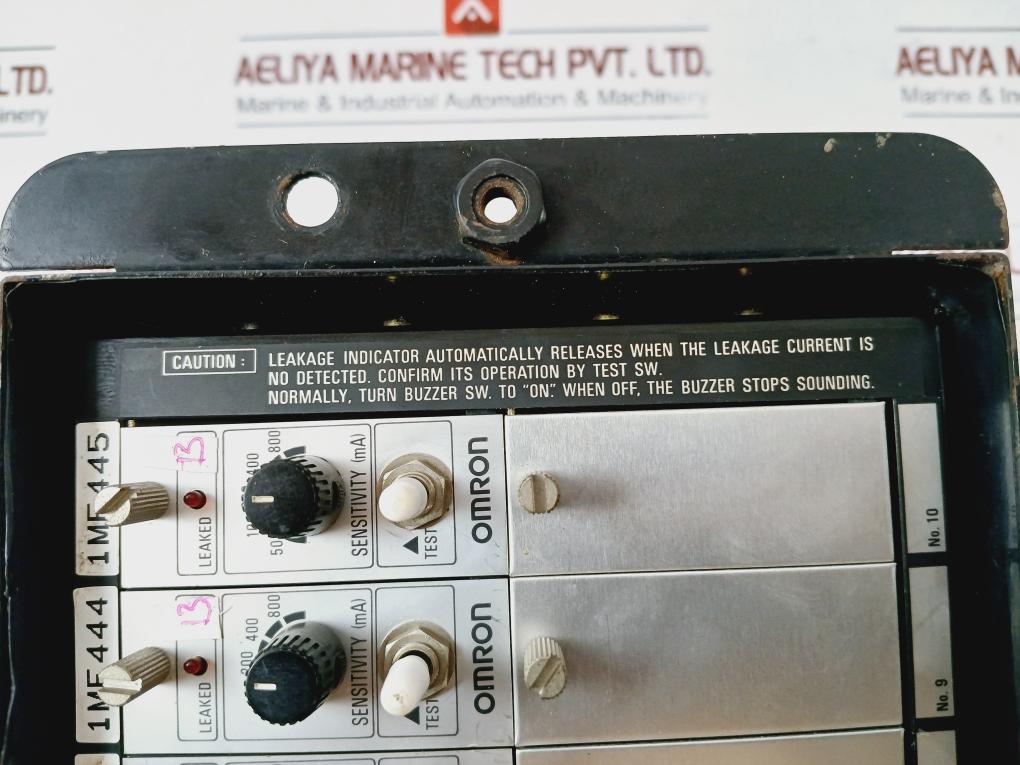 LTD.
AELIYA MARINE TECH PVT. LTD.
AELIYA M
inery
Marine & Industrial Automation & Machinery
Marine & In
CAUTION :
LEAKAGE INDICATOR AUTOMATICALLY RELEASES WHEN THE LEAKAGE CURRENT IS
NO DETECTED. CONFIRM ITS OPERATION BY TEST SW.
NORMALLY, TURN BUZZER SW. TO "ON." WHEN OFF, THE BUZZER STOPS SOUNDING.
1MF445
13
LEAKED
50
400
800
SENSITIVITY (mA)
TEST
OMRON
No. 10
1MF444
13
LEAKED
400
800
SENSITIVITY (mA)
TEST
OMRON
No. 9